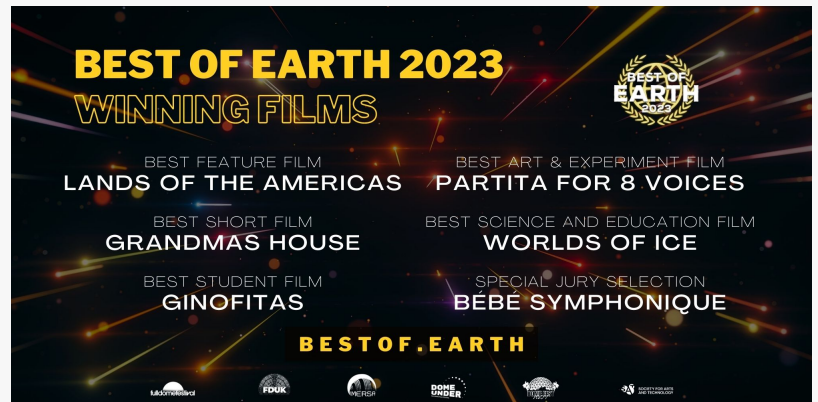 BEST OF EARTH 2023
WINNING FILMS
BEST OF
EARTH
2023
BEST FEATURE FILM
LANDS OF THE AMERICAS
BEST ART & EXPERIMENT FILM
PARTITA FOR 8 VOICES
BEST SHORT FILM
GRANDMAS HOUSE
BEST SCIENCE AND EDUCATION FILM
WORLDS OF ICE
BEST STUDENT FILM
GINOFITAS
SPECIAL JURY SELECTION
BÉBÉ SYMPHONIQUE
BESTOF.EARTH
fulldomefestival
FDUK
MERSA
DOME
UNDER
SAT
SOCIETY FOR ARTS
AND TECHNOLOGY